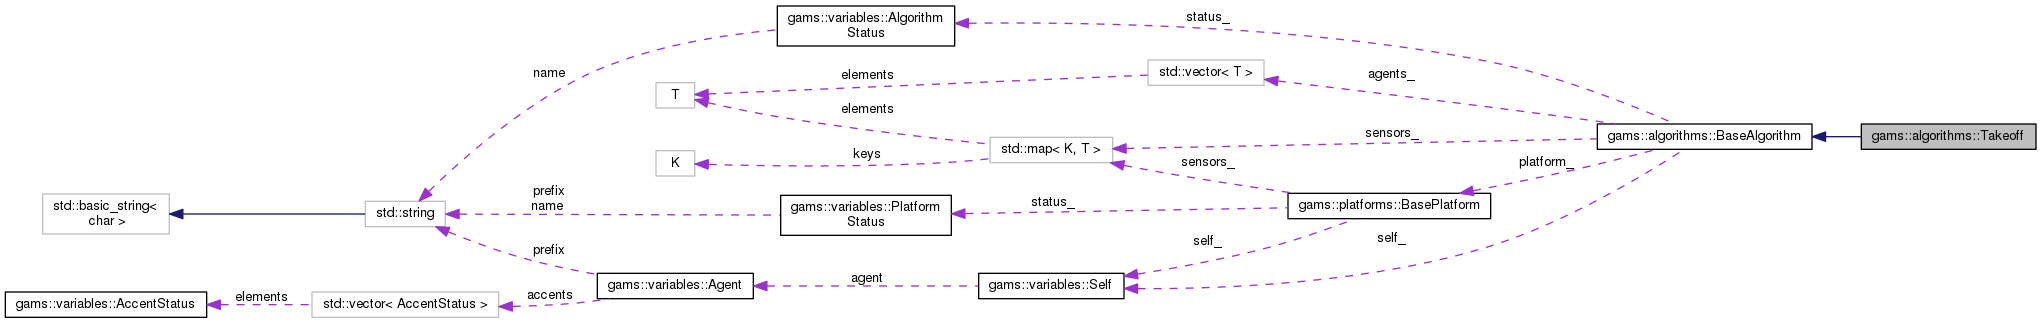 gams::variables::Algorithm
Status
status_
name
std::vector< T >
agents_
elements
T
elements
gams::algorithms::BaseAlgorithm
gams::algorithms::Takeoff
sensors_
std::map< K, T >
keys
K
sensors_
platform_
prefix
name
std::basic_string<
char >
std::string
gams::variables::Platform
Status
status_
gams::platforms::BasePlatform
self_
self_
prefix
gams::variables::Agent
agent
gams::variables::Self
accents
gams::variables::AccentStatus
elements
std::vector< AccentStatus >